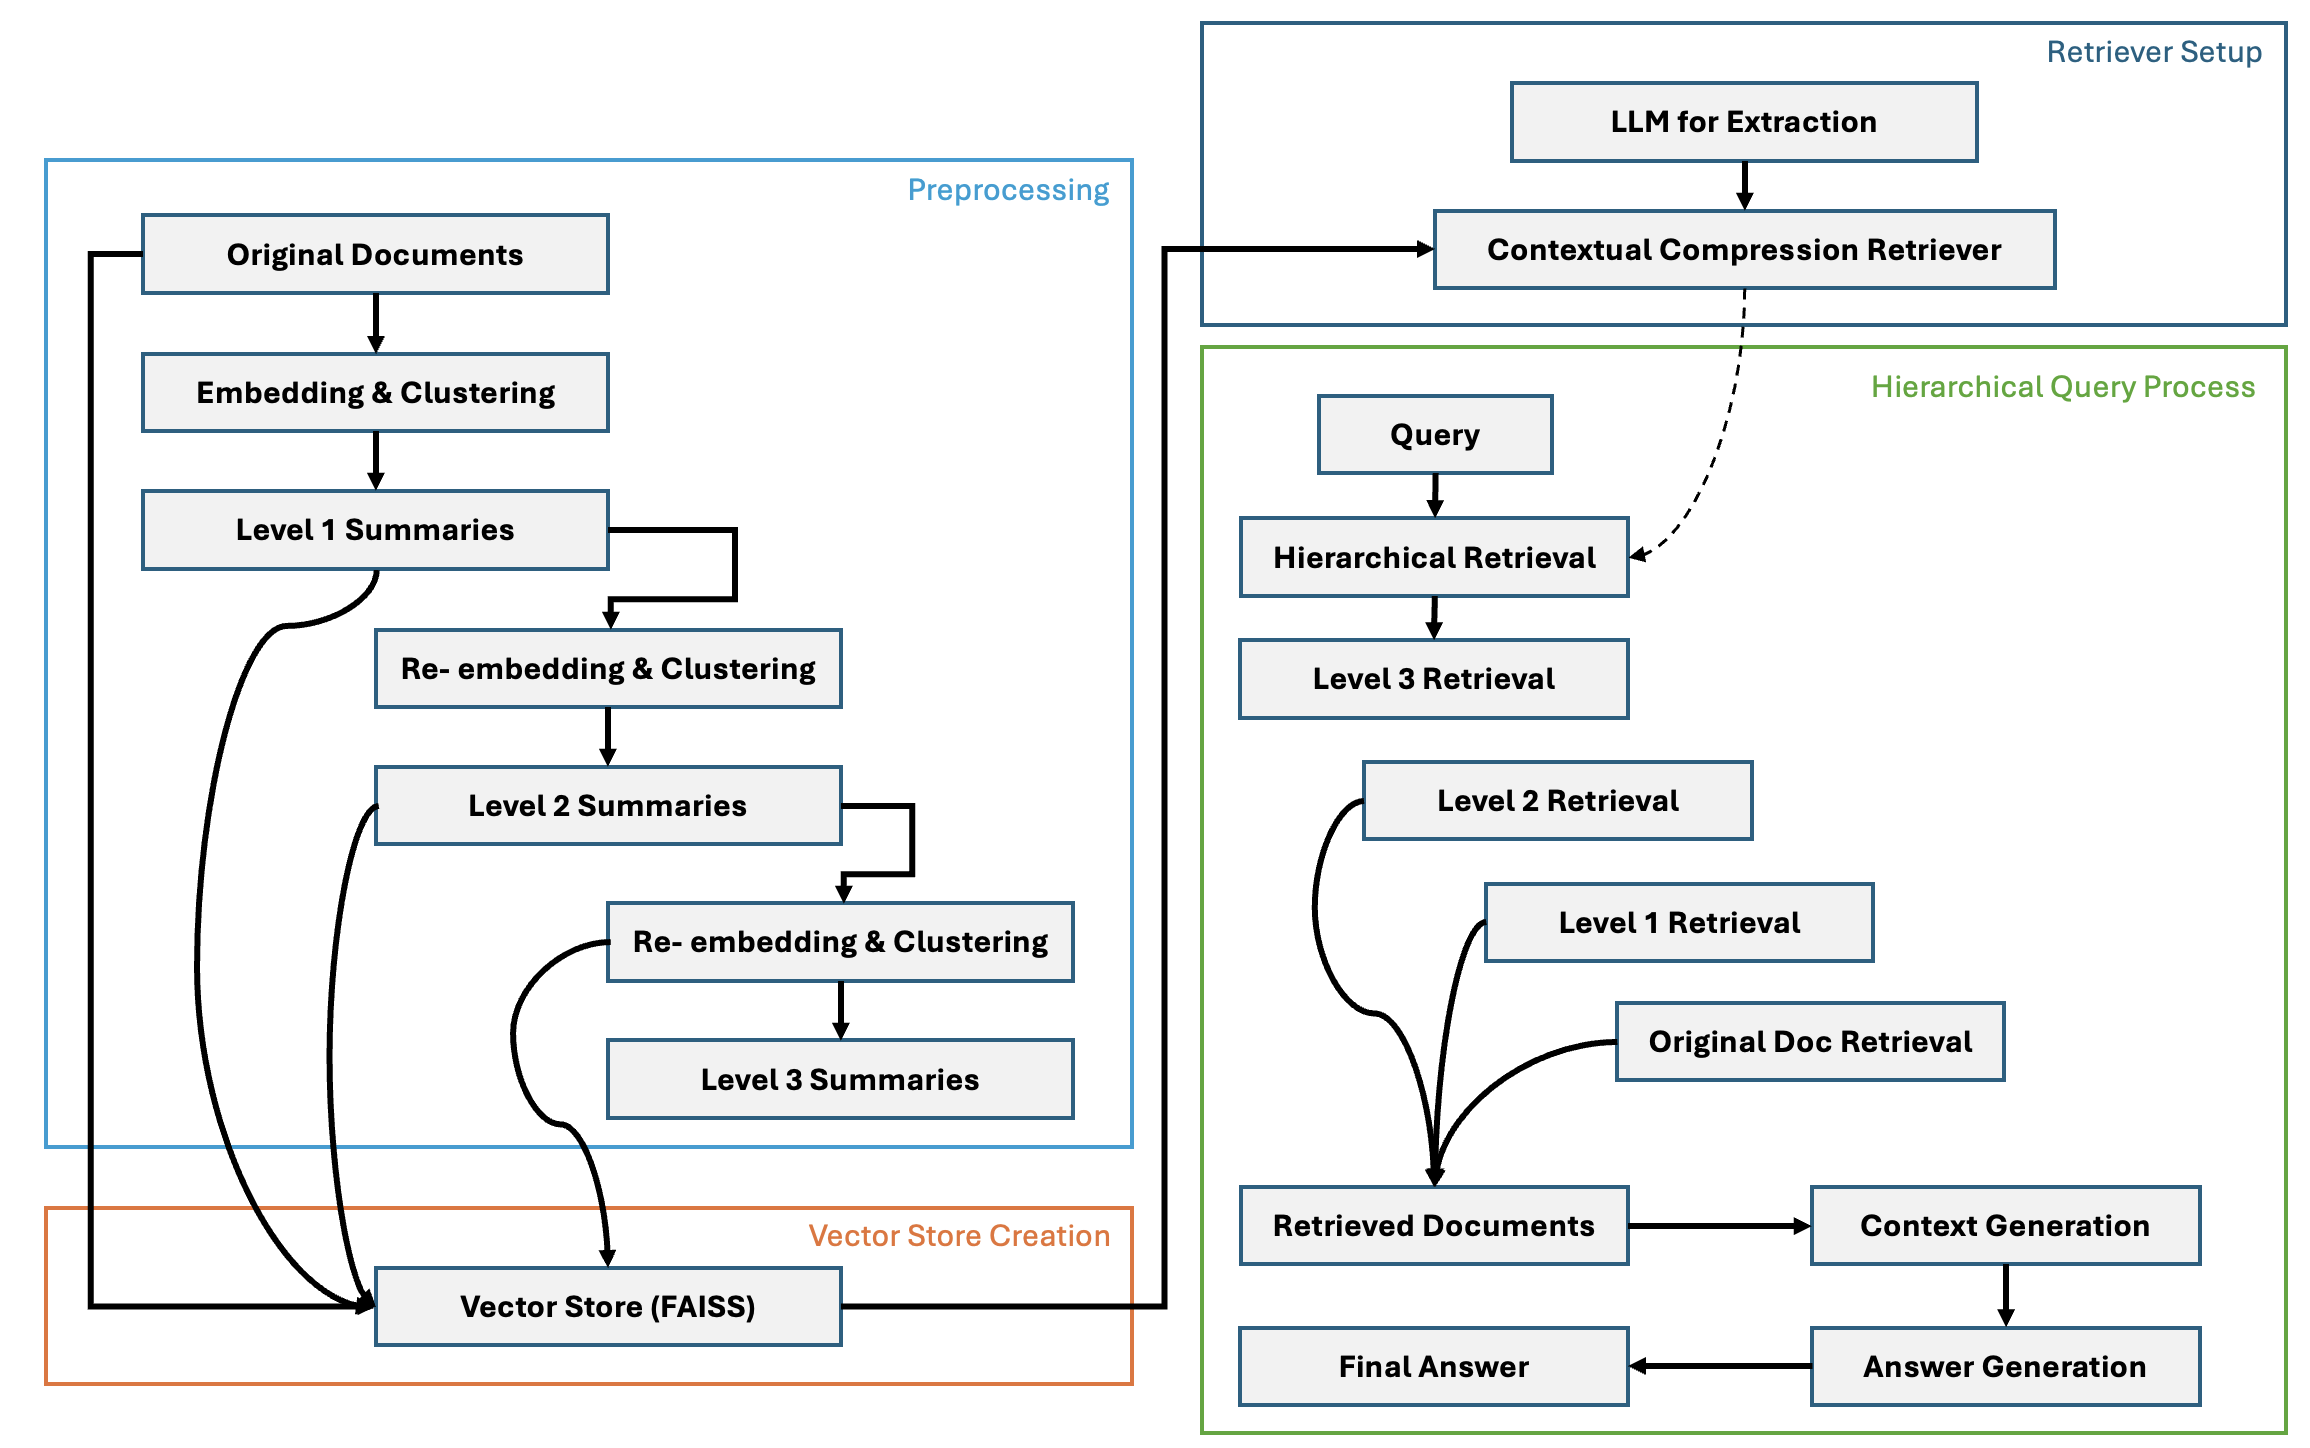 Preprocessing
Original Documents
Embedding & Clustering
Level 1 Summaries
Re- embedding & Clustering
Level 2 Summaries
Re- embedding & Clustering
Level 3 Summaries
Vector Store Creation
Vector Store (FAISS)
Retriever Setup
LLM for Extraction
Contextual Compression Retriever
Hierarchical Query Process
Query
Hierarchical Retrieval
Level 3 Retrieval
Level 2 Retrieval
Level 1 Retrieval
Original Doc Retrieval
Retrieved Documents
Context Generation
Answer Generation
Final Answer